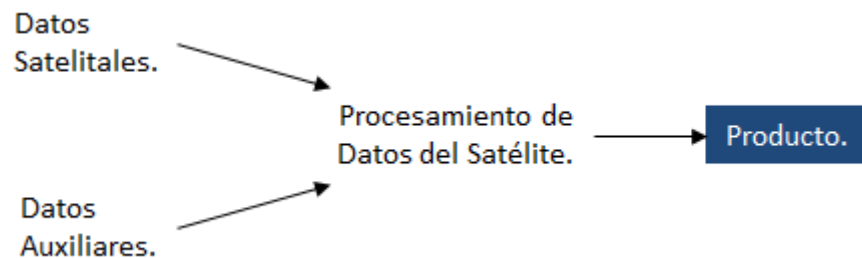 Datos
Satelitales.
Procesamiento de
Datos del Satélite.
Producto.
Datos
Auxiliares.